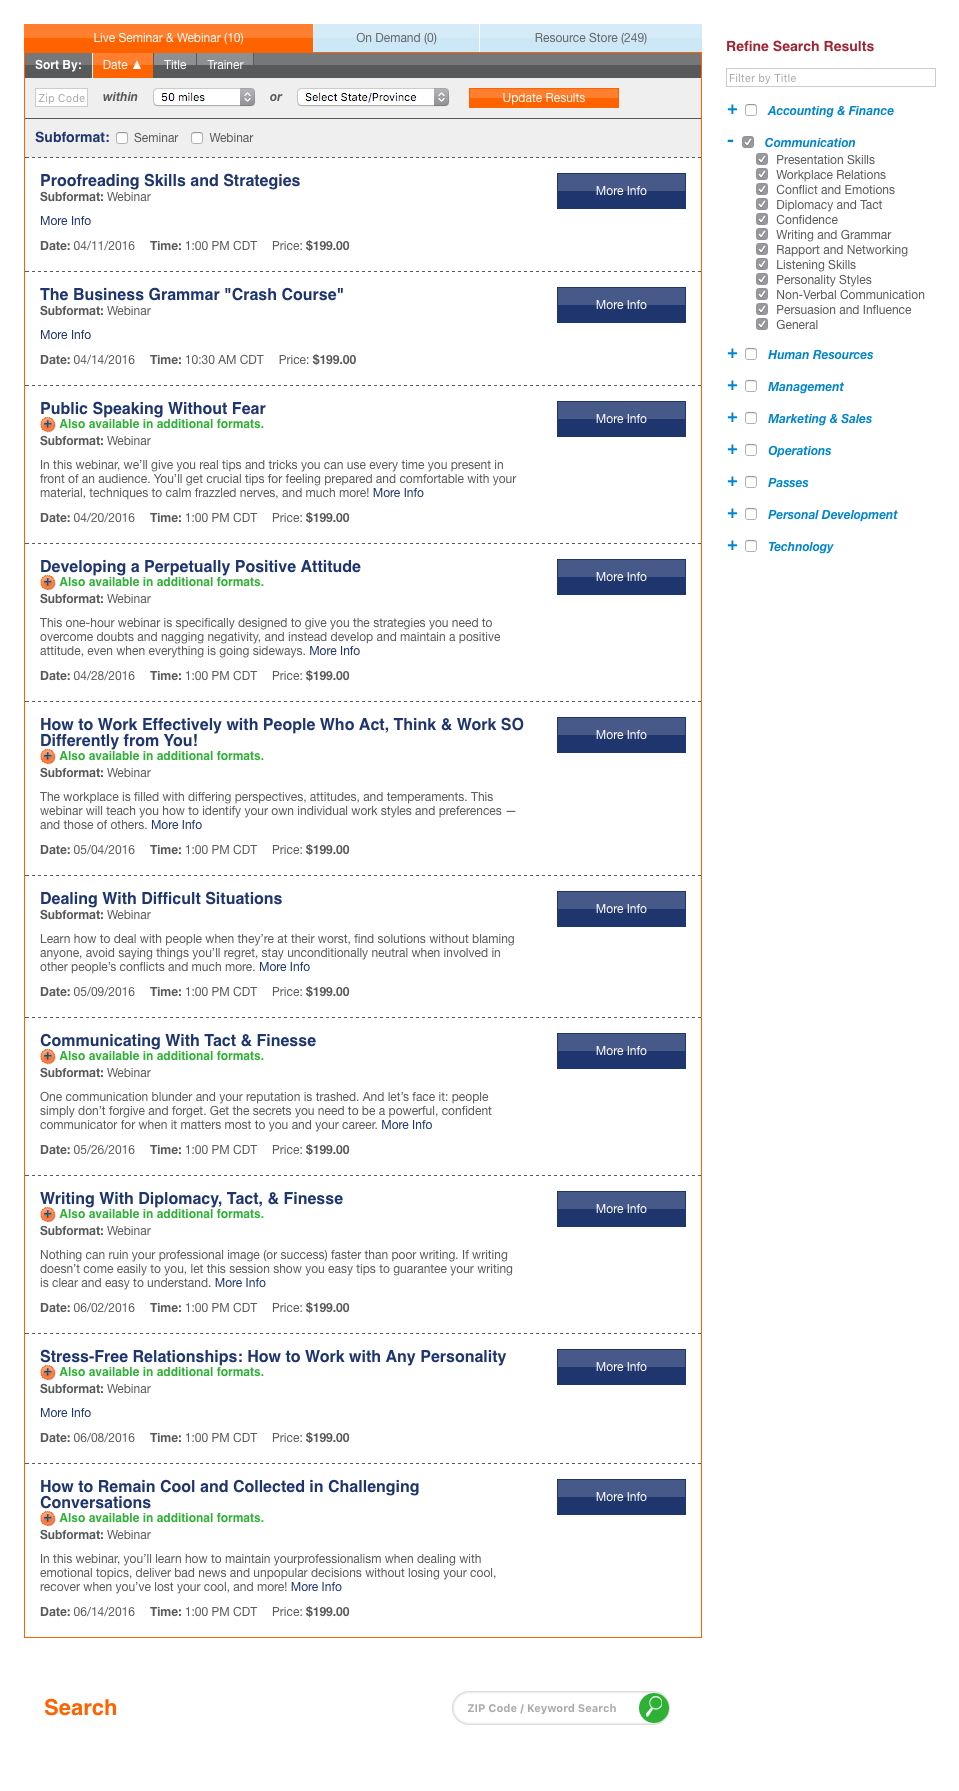 Live Seminar & Webinar (10)
On Demand (0)
Resource Store (249)
Sort By:
Date ▲
Title
Trainer
Zip Code
within
50 miles
or
Select State/Province
Update Results
Subformat:
Seminar
Webinar
Proofreading Skills and Strategies
Subformat: Webinar
More Info
Date: 04/11/2016 Time: 1:00 PM CDT Price: $199.00
More Info
The Business Grammar "Crash Course"
Subformat: Webinar
More Info
Date: 04/14/2016 Time: 10:30 AM CDT Price: $199.00
More Info
Public Speaking Without Fear
Also available in additional formats.
Subformat: Webinar
In this webinar, we’ll give you real tips and tricks you can use every time you present in
front of an audience. You’ll get crucial tips for feeling prepared and comfortable with your
material, techniques to calm frazzled nerves, and much more! More Info
Date: 04/20/2016 Time: 1:00 PM CDT Price: $199.00
More Info
Developing a Perpetually Positive Attitude
Also available in additional formats.
Subformat: Webinar
This one-hour webinar is specifically designed to give you the strategies you need to
overcome doubts and nagging negativity, and instead develop and maintain a positive
attitude, even when everything is going sideways. More Info
Date: 04/28/2016 Time: 1:00 PM CDT Price: $199.00
More Info
How to Work Effectively with People Who Act, Think & Work SO
Differently from You!
Also available in additional formats.
Subformat: Webinar
The workplace is filled with differing perspectives, attitudes, and temperaments. This
webinar will teach you how to identify your own individual work styles and preferences —
and those of others. More Info
Date: 05/04/2016 Time: 1:00 PM CDT Price: $199.00
More Info
Dealing With Difficult Situations
Subformat: Webinar
Learn how to deal with people when they’re at their worst, find solutions without blaming
anyone, avoid saying things you’ll regret, stay unconditionally neutral when involved in
other people’s conflicts and much more. More Info
Date: 05/09/2016 Time: 1:00 PM CDT Price: $199.00
More Info
Communicating With Tact & Finesse
Also available in additional formats.
Subformat: Webinar
One communication blunder and your reputation is trashed. And let’s face it: people
simply don’t forgive and forget. Get the secrets you need to be a powerful, confident
communicator for when it matters most to you and your career. More Info
Date: 05/26/2016 Time: 1:00 PM CDT Price: $199.00
More Info
Writing With Diplomacy, Tact, & Finesse
Also available in additional formats.
Subformat: Webinar
Nothing can ruin your professional image (or success) faster than poor writing. If writing
doesn’t come easily to you, let this session show you easy tips to guarantee your writing
is clear and easy to understand. More Info
Date: 06/02/2016 Time: 1:00 PM CDT Price: $199.00
More Info
Stress-Free Relationships: How to Work with Any Personality
Also available in additional formats.
Subformat: Webinar
More Info
Date: 06/08/2016 Time: 1:00 PM CDT Price: $199.00
More Info
How to Remain Cool and Collected in Challenging
Conversations
Also available in additional formats.
Subformat: Webinar
In this webinar, you’ll learn how to maintain yourprofessionalism when dealing with
emotional topics, deliver bad news and unpopular decisions without losing your cool,
recover when you’ve lost your cool, and more! More Info
Date: 06/14/2016 Time: 1:00 PM CDT Price: $199.00
More Info
Refine Search Results
Filter by Title
+ Accounting & Finance
- Communication
Presentation Skills
Workplace Relations
Conflict and Emotions
Diplomacy and Tact
Confidence
Writing and Grammar
Rapport and Networking
Listening Skills
Personality Styles
Non-Verbal Communication
Persuasion and Influence
General
+ Human Resources
+ Management
+ Marketing & Sales
+ Operations
+ Passes
+ Personal Development
+ Technology
Search
ZIP Code / Keyword Search